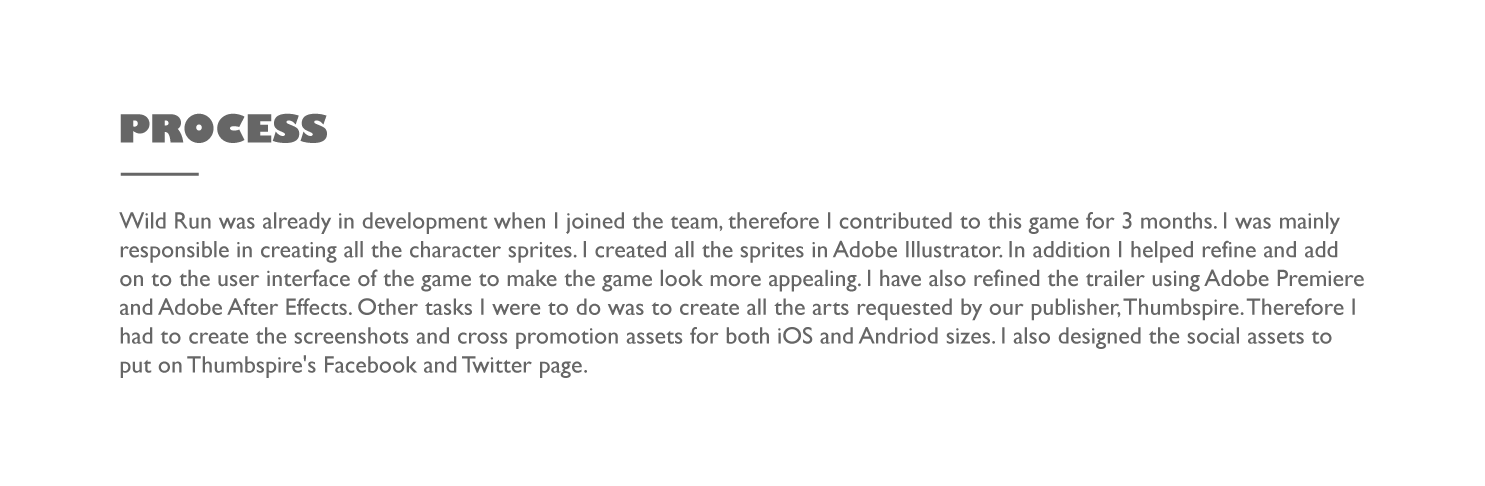 PROCESS
Wild Run was already in development when I joined the team, therefore I contributed to this game for 3 months. I was mainly
responsible in creating all the character sprites. I created all the sprites in Adobe Illustrator. In addition I helped refine and add
on to the user interface of the game to make the game look more appealing. I have also refined the trailer using Adobe Premiere
and Adobe After Effects. Other tasks I were to do was to create all the arts requested by our publisher, Thumbspire. Therefore I
had to create the screenshots and cross promotion assets for both iOS and Andriod sizes. I also designed the social assets to
put on Thumbspire's Facebook and Twitter page.